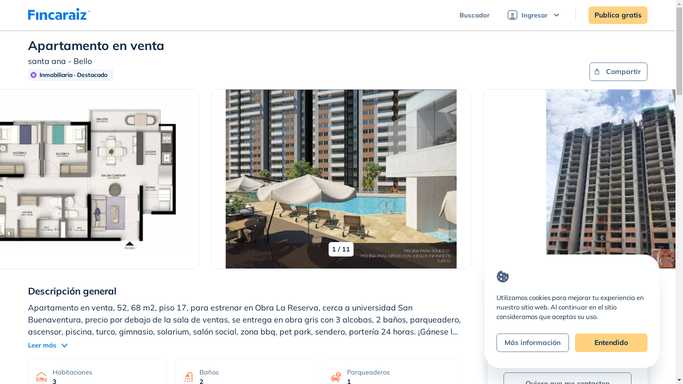 Fincaraiz
Buscador
Ingresar
Publica gratis
Apartamento en venta
santa ana - Bello
Inmobiliaria · Destacado
Compartir
1 / 11
Descripción general
Apartamento en venta, 52, 68 m2, piso 17, para estrenar en Obra La Reserva, cerca a universidad San
Buenaventura, precio por debajo de la sala de ventas, se entrega en obra gris con 3 alcobas, 2 baños, parqueadero,
ascensor, piscina, turco, gimnasio, solarium, salón social, zona bbq, pet park, sendero, portería 24 horas. ¡Gánese l...
Leer más
Habitaciones
3
Baños
2
Parqueaderos
1
Utilizamos cookies para mejorar tu experiencia en
nuestro sitio web. Al continuar en el sitio
consideramos que aceptas su uso.
Más información
Entendido
Quiero que me contacten